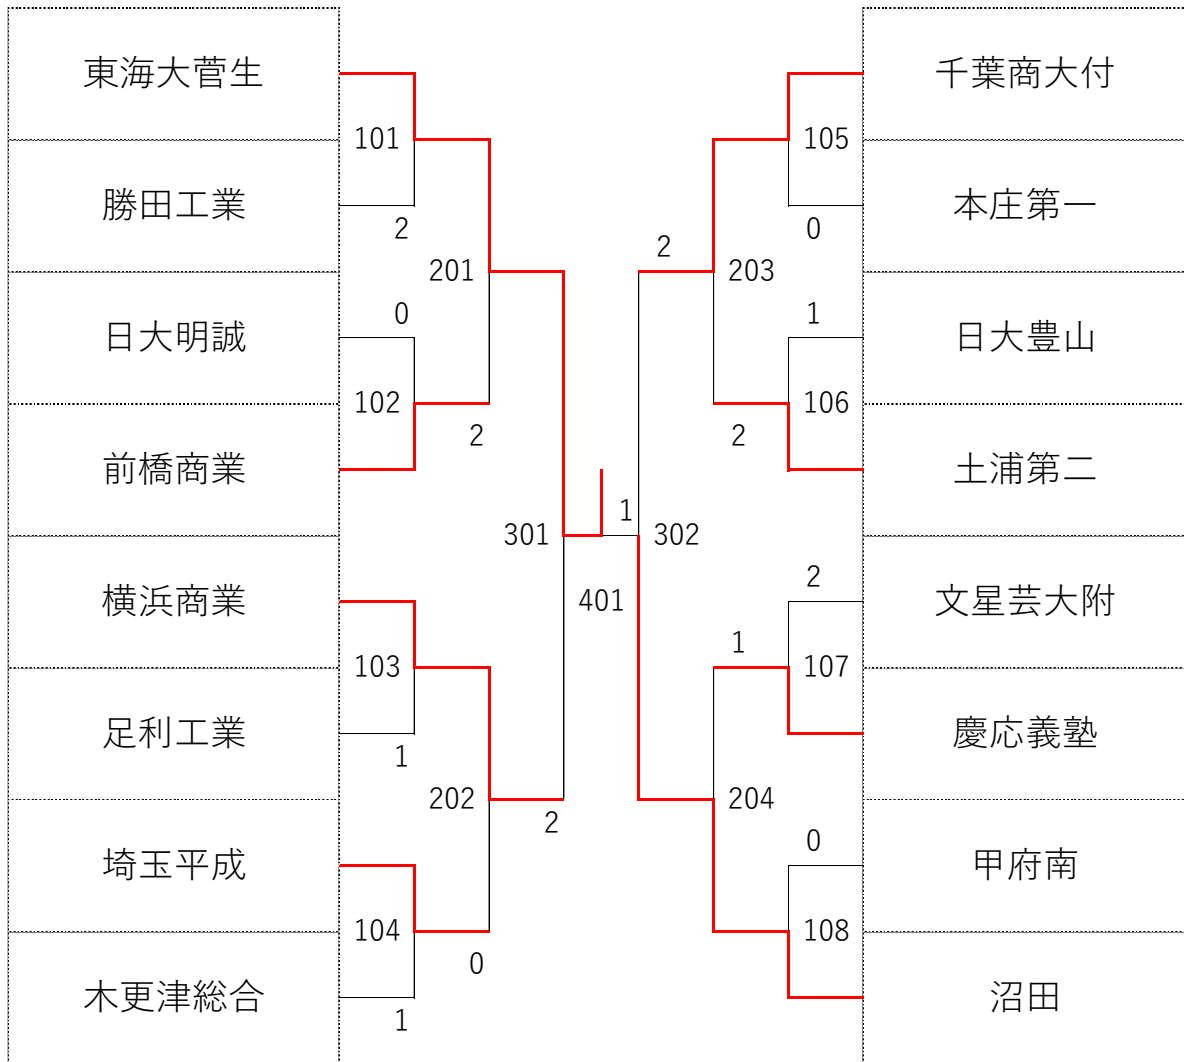 東海大菅生
千葉商大付
101
105
勝田工業
本庄第一
2
0
2
201
203
0
1
日大明誠
日大豊山
102
106
2
2
前橋商業
土浦第二
1
301
302
2
横浜商業
401
文星芸大附
1
103
107
足利工業
慶応義塾
1
202
204
2
0
埼玉平成
甲府南
104
108
0
木更津総合
沼田
1